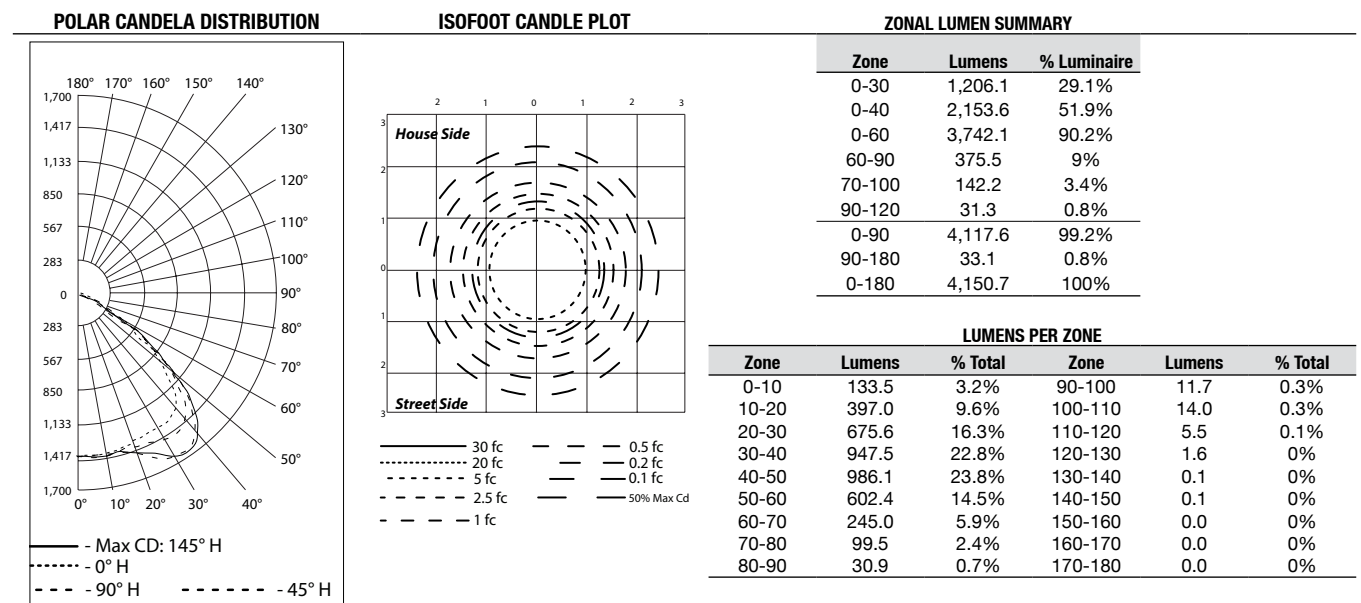 POLAR CANDELA DISTRIBUTION
180° 170° 160° 150° 140°
1,700
1,417
1,133
850
567
283
0
283
567
850
1,133
1,417
1,700
130°
120°
110°
100°
90°
80°
70°
60°
50°
0° 10° 20° 30° 40°
- Max CD: 145° H
- 0° H
- 90° H - 45° H
ISOFOOT CANDLE PLOT
2 1 0 1 2 3
3
2
1
0
1
2
3
House Side
Street Side
30 fc 0.5 fc
20 fc 0.2 fc
5 fc 0.1 fc
2.5 fc 50% Max Cd
1 fc
ZONAL LUMEN SUMMARY
Zone Lumens % Luminaire
0-30 1,206.1 29.1%
0-40 2,153.6 51.9%
0-60 3,742.1 90.2%
60-90 375.5 9%
70-100 142.2 3.4%
90-120 31.3 0.8%
0-90 4,117.6 99.2%
90-180 33.1 0.8%
0-180 4,150.7 100%
LUMENS PER ZONE
Zone Lumens % Total Zone Lumens % Total
0-10 133.5 3.2% 90-100 11.7 0.3%
10-20 397.0 9.6% 100-110 14.0 0.3%
20-30 675.6 16.3% 110-120 5.5 0.1%
30-40 947.5 22.8% 120-130 1.6 0%
40-50 986.1 23.8% 130-140 0.1 0%
50-60 602.4 14.5% 140-150 0.1 0%
60-70 245.0 5.9% 150-160 0.0 0%
70-80 99.5 2.4% 160-170 0.0 0%
80-90 30.9 0.7% 170-180 0.0 0%